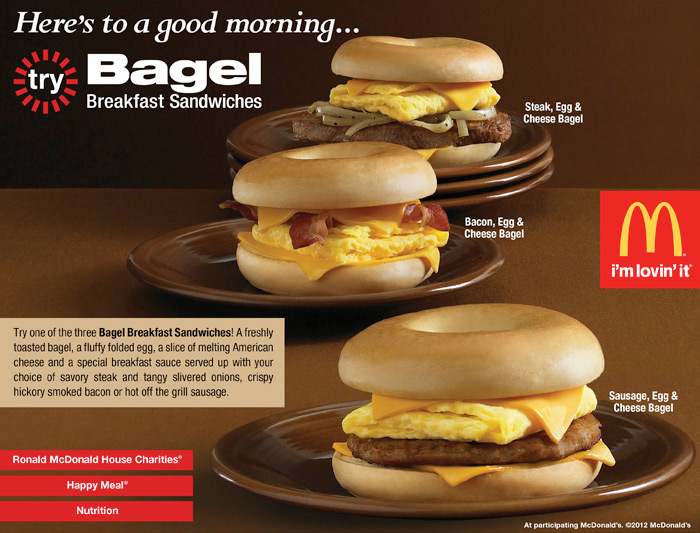 Here's to a good morning...
try Bagel
Breakfast Sandwiches
Steak, Egg &
Cheese Bagel
Bacon, Egg &
Cheese Bagel
i'm lovin' it®
Try one of the three Bagel Breakfast Sandwiches! A freshly
toasted bagel, a fluffy folded egg, a slice of melting American
cheese and a special breakfast sauce served up with your
choice of savory steak and tangy slivered onions, crispy
hickory smoked bacon or hot off the grill sausage.
Sausage, Egg &
Cheese Bagel
Ronald McDonald House Charities®
Happy Meal®
Nutrition
At participating McDonald's. ©2012 McDonald's